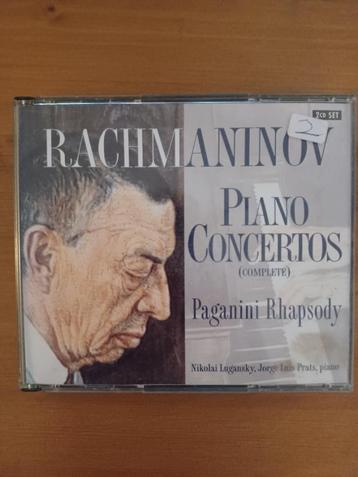 2CD SET
2
RACHMANINOV
PIANO
CONCERTOS
(COMPLETE)
Paganini Rhapsody
Nikolai Lugansky, Jorge Luis Prats, piano